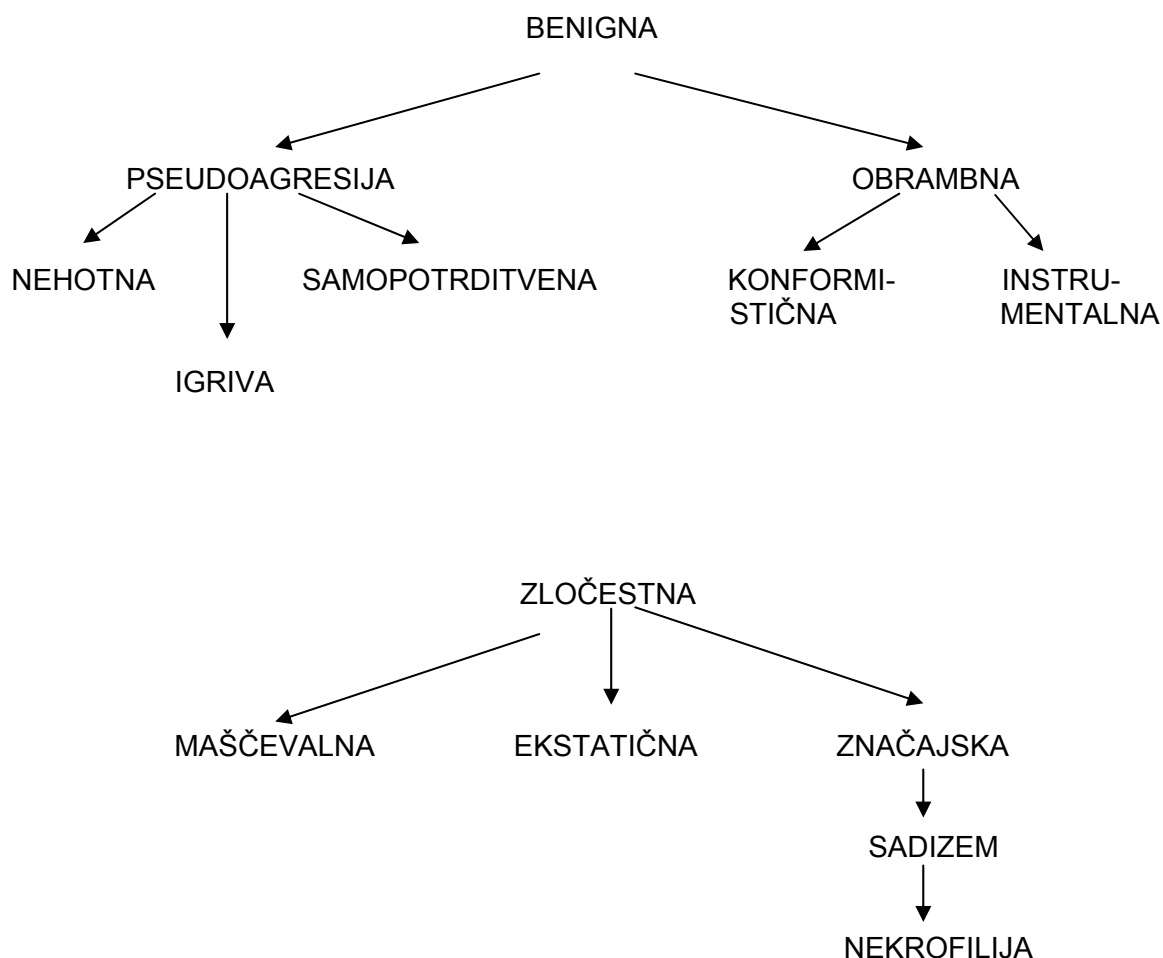 BENIGNA
PSEUDOAGRESIJA
OBRAMBNA
NEHOTNA
SAMOPOTRDITVENA
KONFORMI-
STIČNA
INSTRU-
MENTALNA
IGRIVA
ZLOČESTNA
MAŠČEVALNA
EKSTATIČNA
ZNAČAJSKA
SADIZEM
NEKROFILIJA